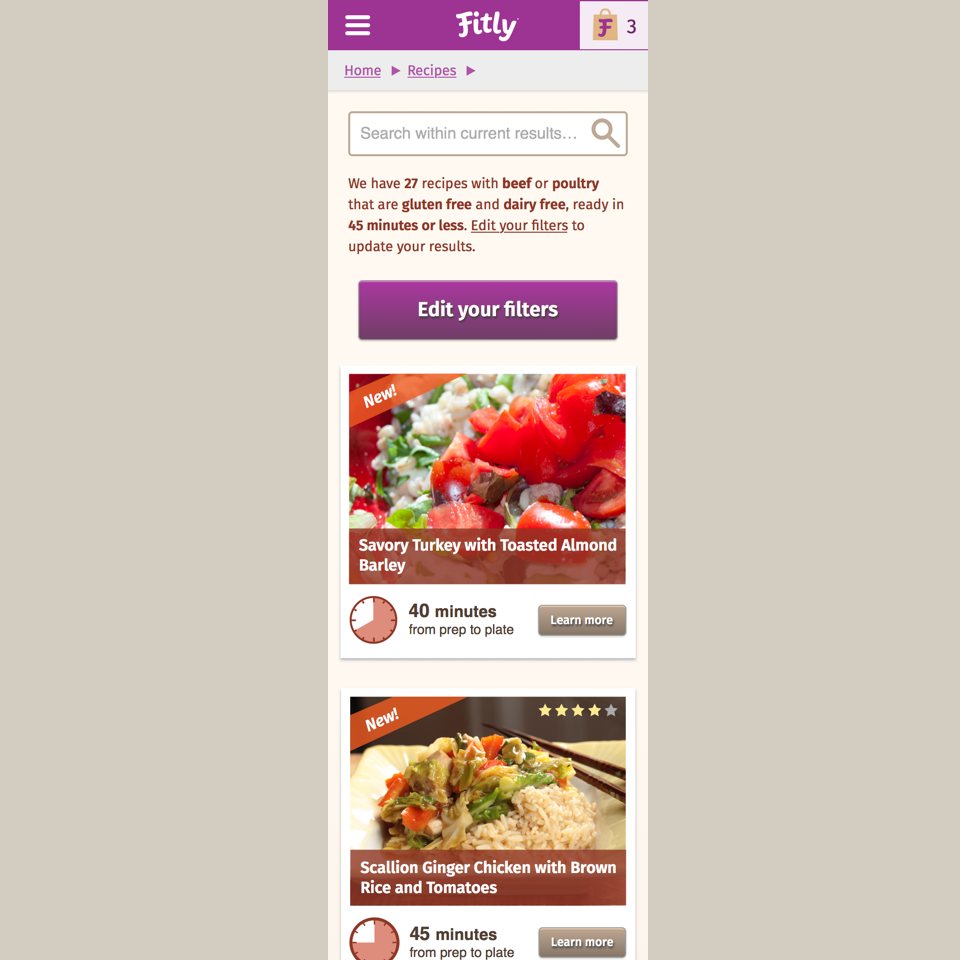 Fitly
3
Home ▶ Recipes ▶
Search within current results...
We have 27 recipes with beef or poultry
that are gluten free and dairy free, ready in
45 minutes or less. Edit your filters to
update your results.
Edit your filters
New!
Savory Turkey with Toasted Almond
Barley
40 minutes
from prep to plate
Learn more
New!
Scallion Ginger Chicken with Brown
Rice and Tomatoes
45 minutes
from prep to plate
Learn more